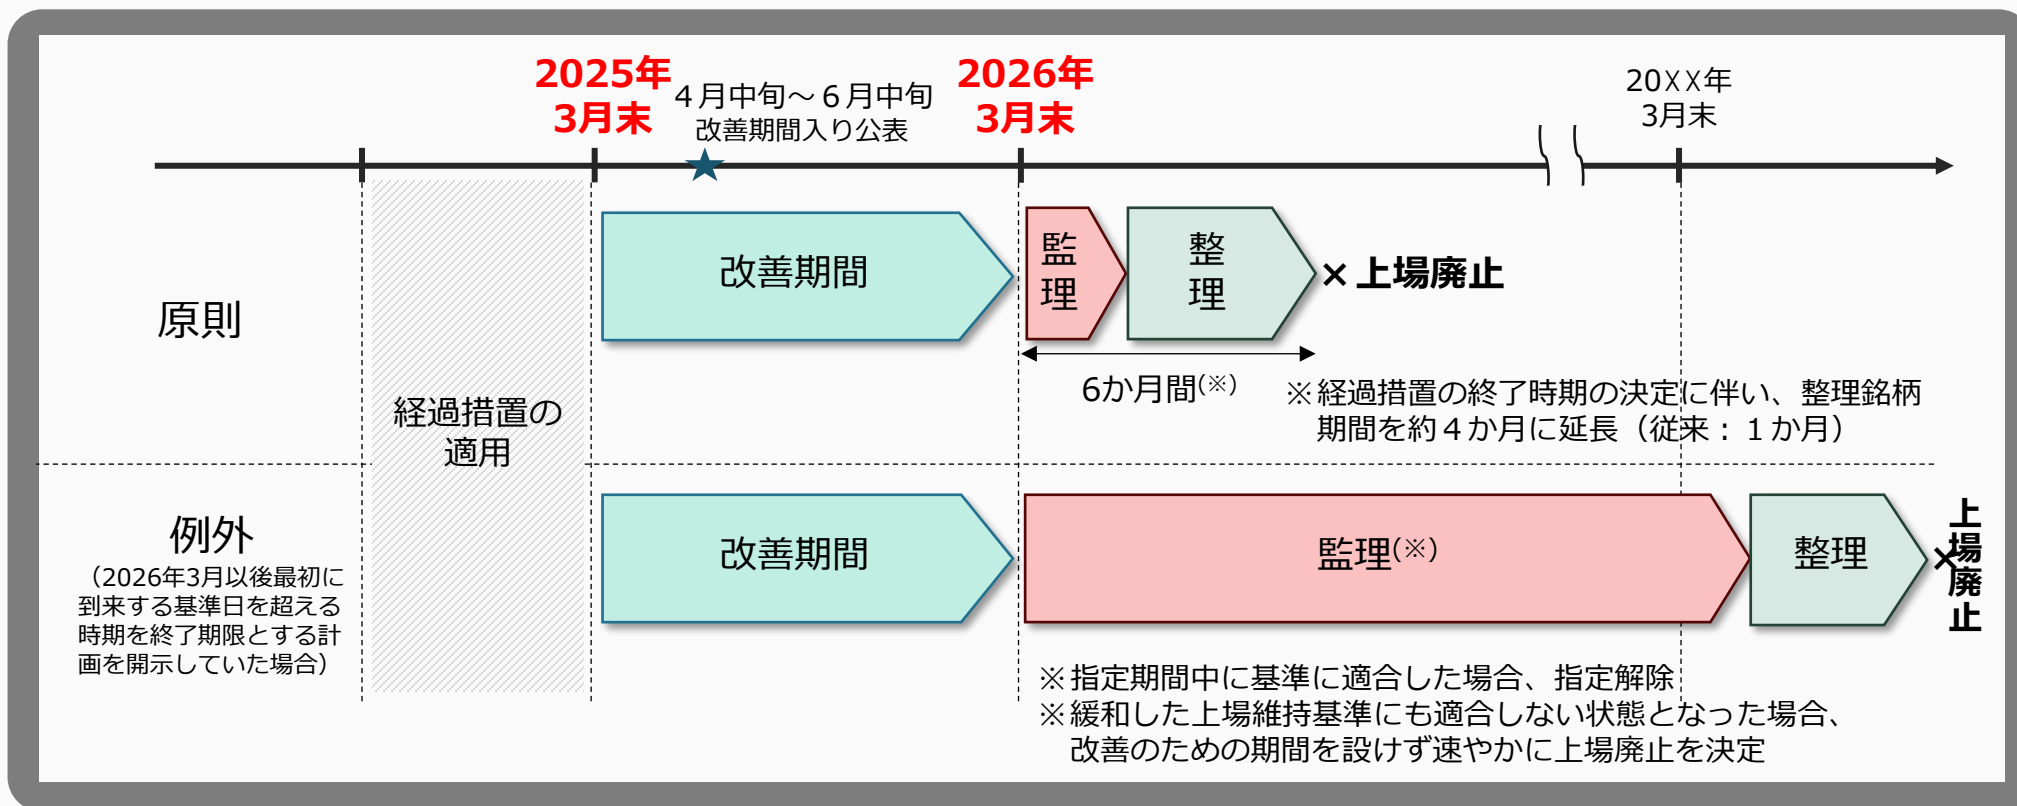 2025年
3月末
４月中旬～６月中旬
改善期間入り公表
2026年
3月末
20XX年
3月末
原則
経過措置の
適用
改善期間
監
理
整
理
×上場廃止
6か月間(※)
※経過措置の終了時期の決定に伴い、整理銘柄
期間を約４か月に延長（従来：１か月）
例外
（2026年3月以後最初に
到来する基準日を超える
時期を終了期限とする計
画を開示していた場合）
改善期間
監理(※)
整理
×
上
場
廃
止
※指定期間中に基準に適合した場合、指定解除
※緩和した上場維持基準にも適合しない状態となった場合、
改善のための期間を設けず速やかに上場廃止を決定